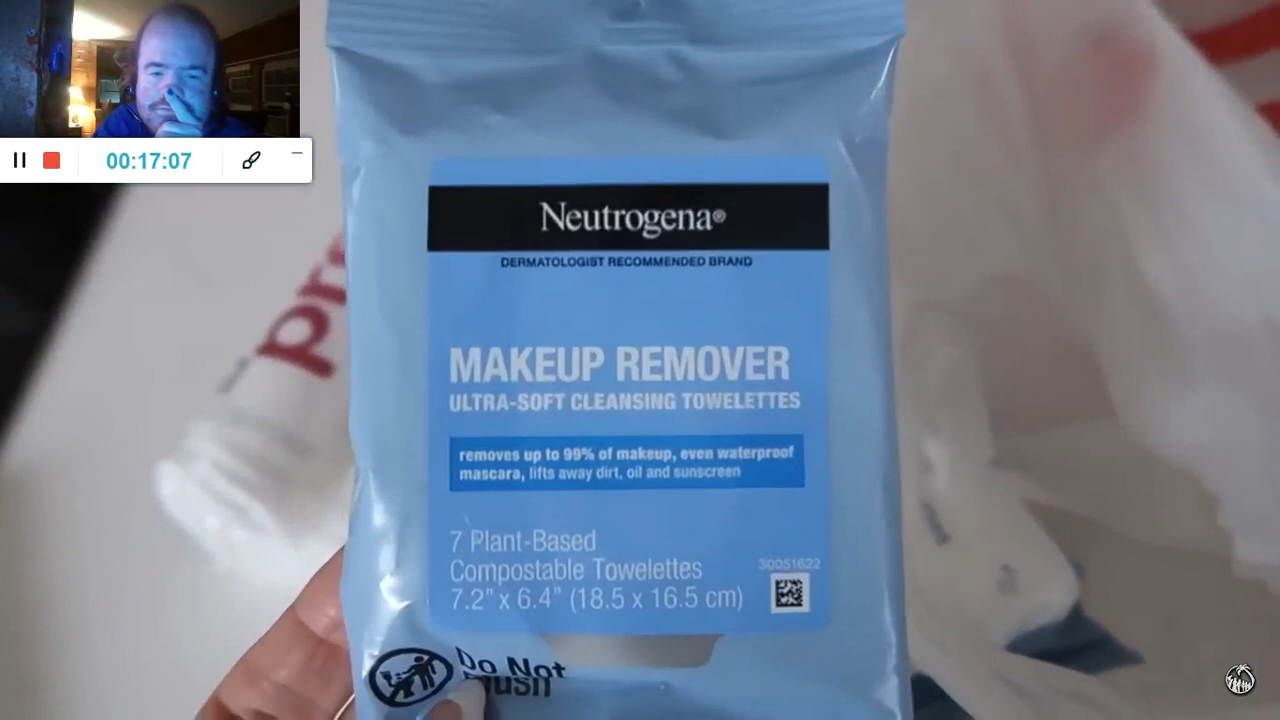 00:17:07
Neutrogena®
DERMATOLOGIST RECOMMENDED BRAND
MAKEUP REMOVER
ULTRA-SOFT CLEANSING TOWELETTES
removes up to 99% of makeup, even waterproof
mascara, lifts away dirt, oil and sunscreen
7 Plant-Based
Compostable Towelettes
7.2" x 6.4" (18.5 x 16.5 cm)
30051622
Do Not
Flush